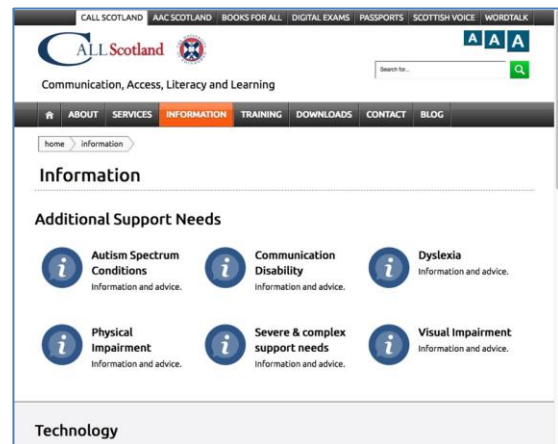 CALL SCOTLAND AAC SCOTLAND BOOKS FOR ALL DIGITAL EXAMS PASSPORTS SCOTTISH VOICE WORDTALK
CALL Scotland
A A A
Search for...
Communication, Access, Literacy and Learning
ABOUT SERVICES INFORMATION TRAINING DOWNLOADS CONTACT BLOG
home information
Information
Additional Support Needs
Autism Spectrum
Conditions
Information and advice.
Communication
Disability
Information and advice.
Dyslexia
Information and advice.
Physical
Impairment
Information and advice.
Severe & complex
support needs
Information and advice.
Visual Impairment
Information and advice.
Technology